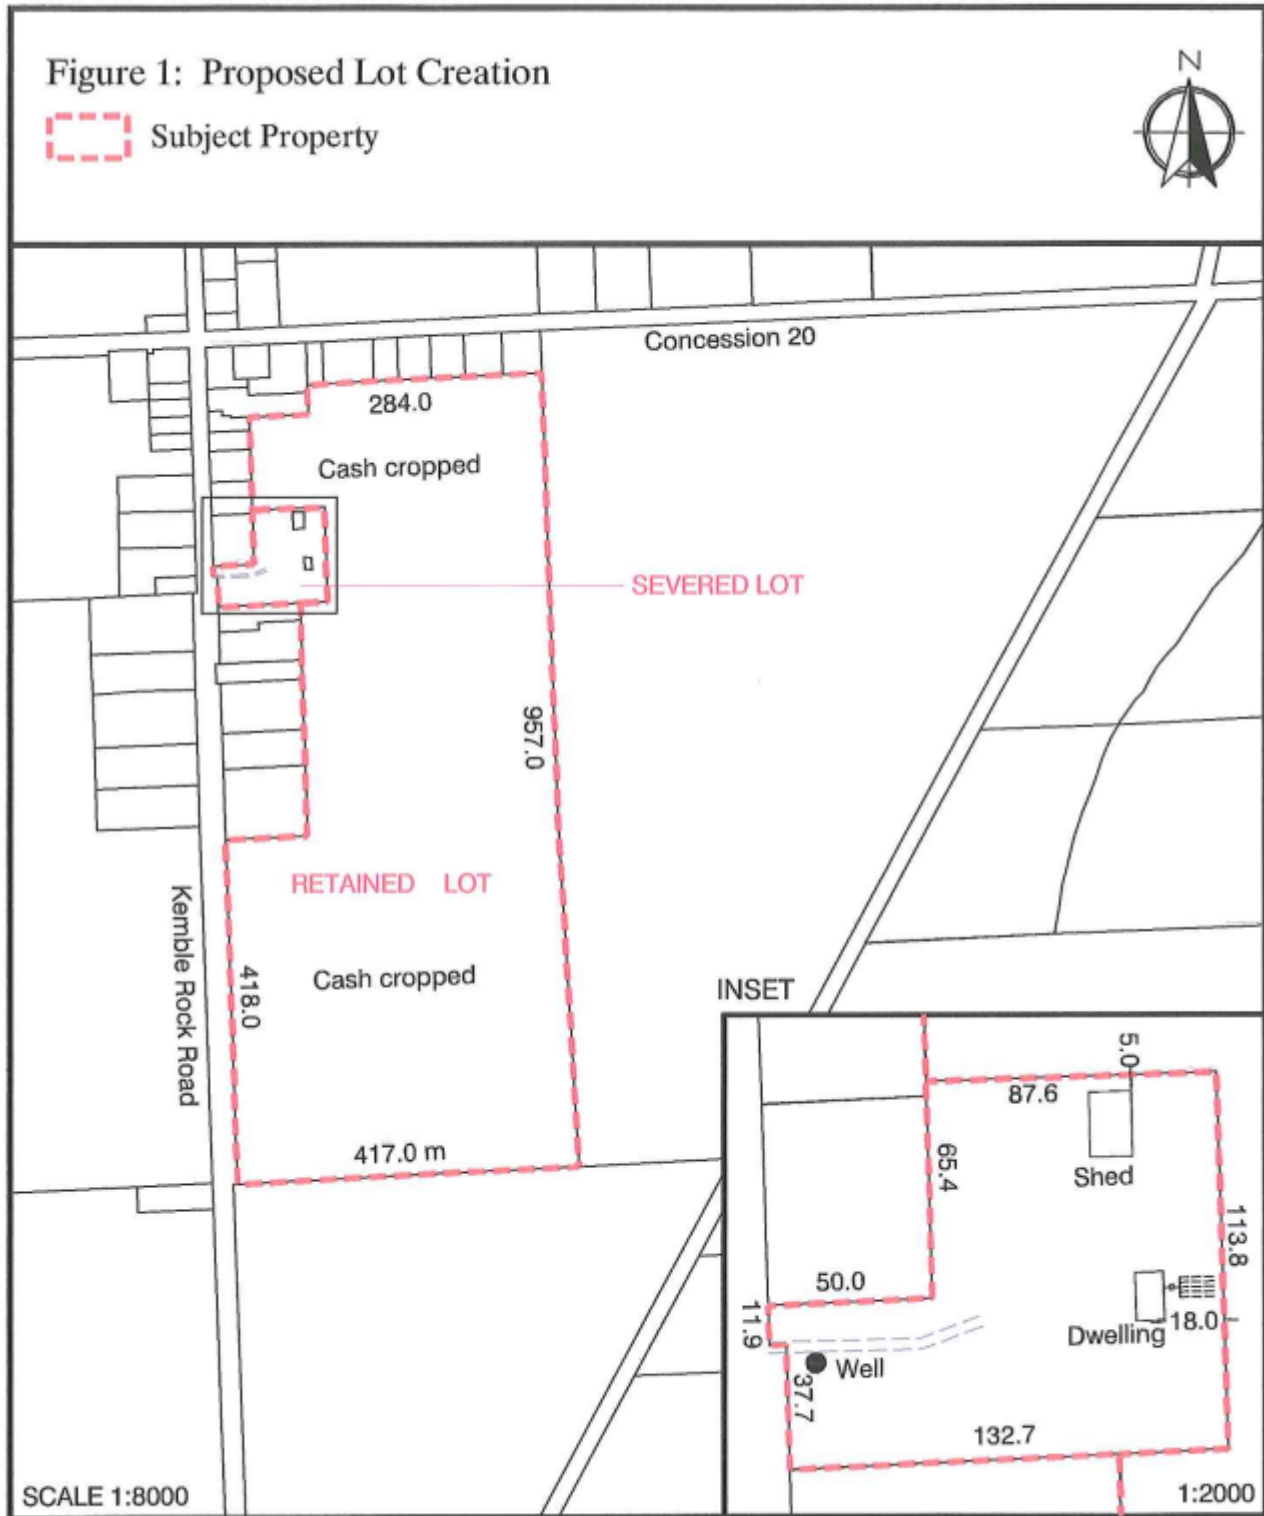 Figure 1: Proposed Lot Creation
Subject Property
N
Concession 20
284.0
Cash cropped
SEVERED LOT
957.0
RETAINED LOT
Kemble Rock Road
418.0
Cash cropped
417.0 m
SCALE 1:8000
INSET
5.0
87.6
65.4
Shed
113.8
50.0
11.9
Dwelling
18.0
Well
37.7
132.7
1:2000